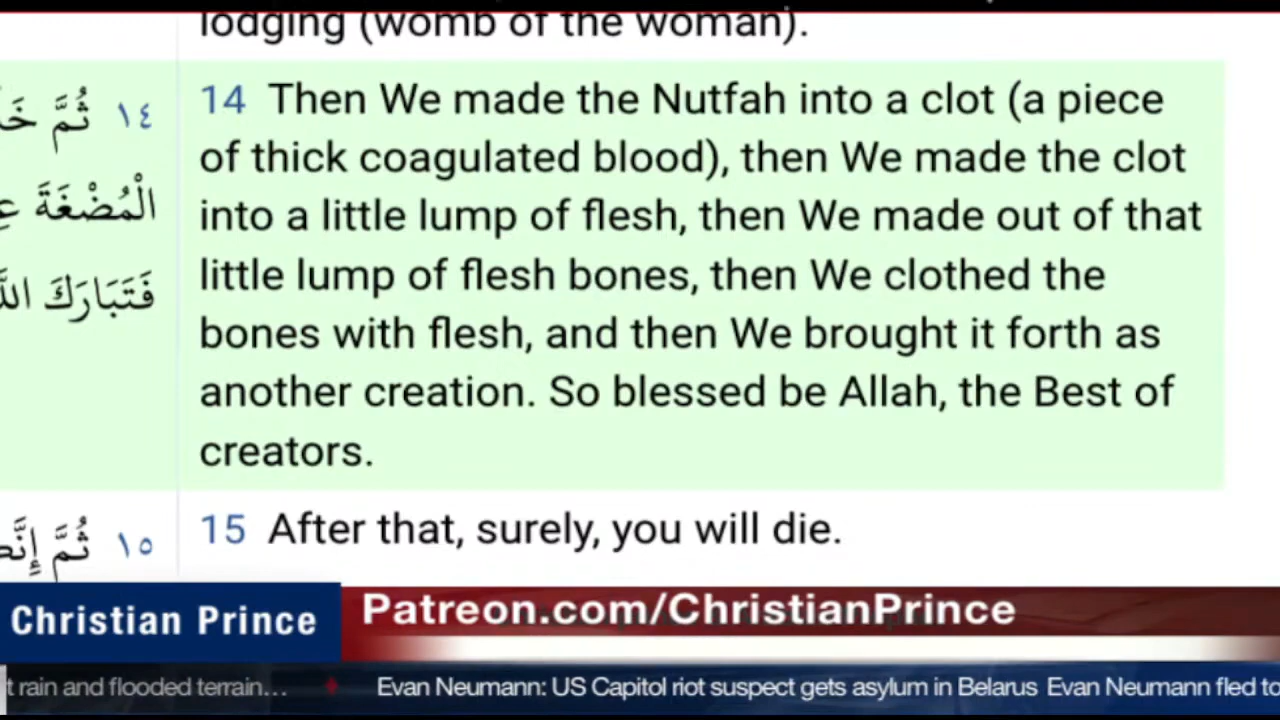 lodging (womb of the woman).
14 Then We made the Nutfah into a clot (a piece
of thick coagulated blood), then We made the clot
into a little lump of flesh, then We made out of that
little lump of flesh bones, then We clothed the
bones with flesh, and then We brought it forth as
another creation. So blessed be Allah, the Best of
creators.
١٤ ثُمَّ
الْمُضْغَةَ
فَتَبَارَكَ
15 After that, surely, you will die.
١٥ ثُمَّ
Christian Prince
Patreon.com/ChristianPrince
t rain and flooded terrain...
Evan Neumann: US Capitol riot suspect gets asylum in Belarus Evan Neumann fled to